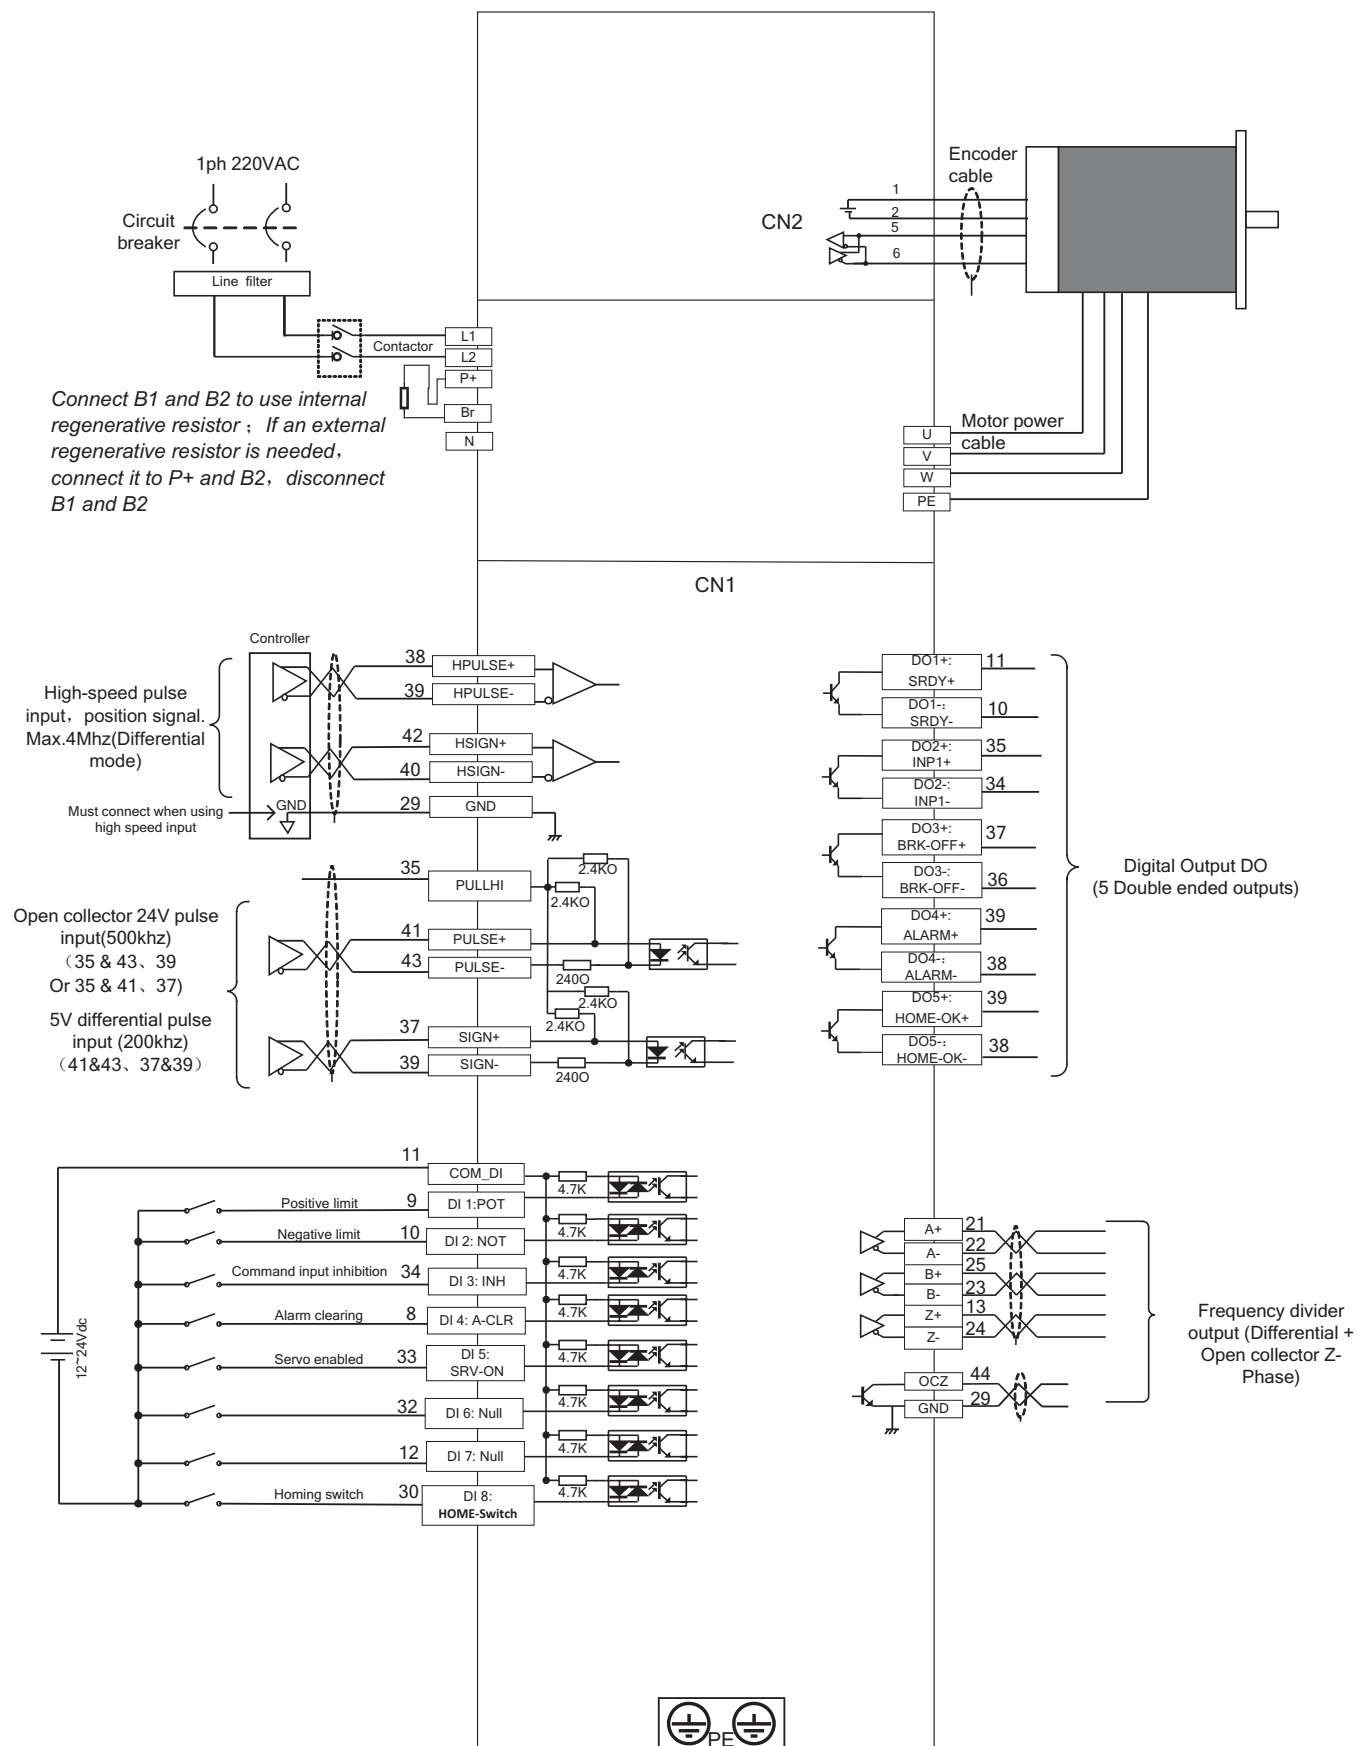 1ph 220VAC
Circuit
breaker
Line filter
Contactor
L1
L2
P+
Br
N
Connect B1 and B2 to use internal
regenerative resistor；If an external
regenerative resistor is needed，
connect it to P+ and B2，disconnect
B1 and B2
CN2
1
2
5
6
Encoder
cable
U
V
W
PE
Motor power
cable
CN1
Controller
High-speed pulse
input，position signal.
Max.4Mhz(Differential
mode)
Must connect when using
high speed input
GND
38
HPULSE+
39
HPULSE-
42
HSIGN+
40
HSIGN-
29
GND
35
PULLHI
2.4KO
2.4KO
Open collector 24V pulse
input(500khz)
（35 & 43、39
Or 35 & 41、37)
5V differential pulse
input (200khz)
（41&43、37&39）
41
PULSE+
43
PULSE-
240O
2.4KO
2.4KO
37
SIGN+
39
SIGN-
240O
DO1+:
SRDY+
11
DO1-:
SRDY-
10
DO2+:
INP1+
35
DO2-:
INP1-
34
DO3+:
BRK-OFF+
37
DO3-:
BRK-OFF-
36
DO4+:
ALARM+
39
DO4-:
ALARM-
38
DO5+:
HOME-OK+
39
DO5-:
HOME-OK-
38
Digital Output DO
(5 Double ended outputs)
12~24Vdc
11
COM_DI
4.7K
Positive limit
9
DI 1:POT
4.7K
Negative limit
10
DI 2: NOT
4.7K
Command input inhibition
34
DI 3: INH
4.7K
Alarm clearing
8
DI 4: A-CLR
4.7K
Servo enabled
33
DI 5:
SRV-ON
4.7K
32
DI 6: Null
4.7K
12
DI 7: Null
4.7K
Homing switch
30
DI 8:
HOME-Switch
A+
21
A-
22
B+
25
B-
23
Z+
13
Z-
24
OCZ
44
GND
29
Frequency divider
output (Differential +
Open collector Z-
Phase)
PE